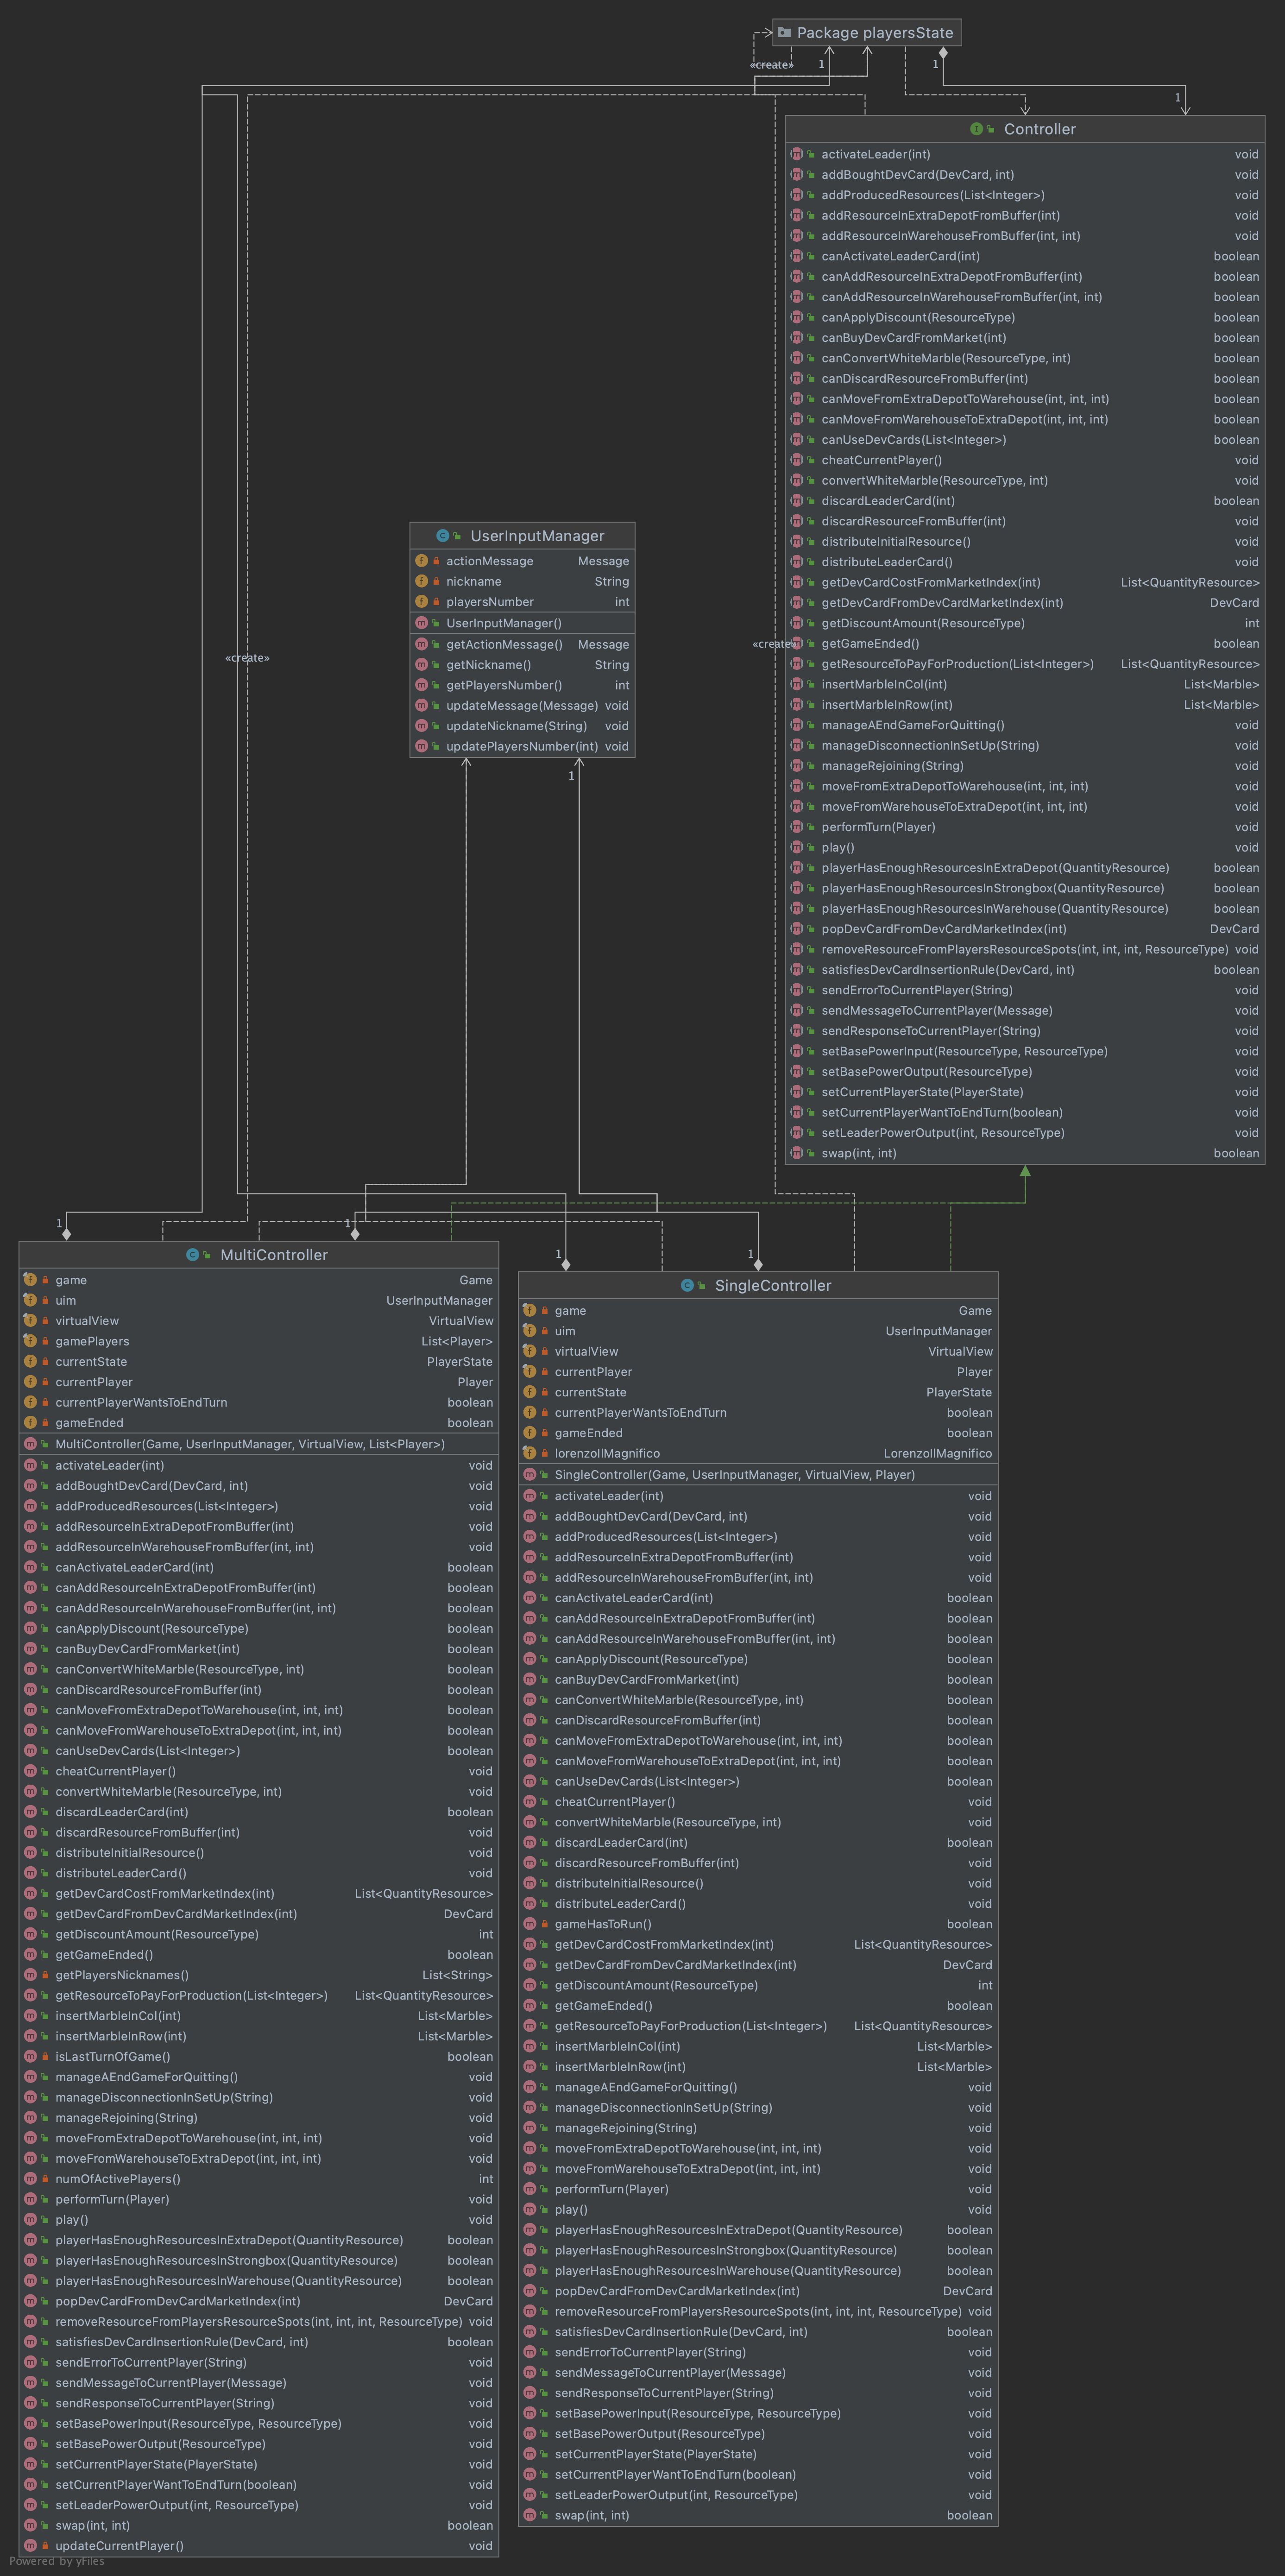 Package playersState
«create»
1
1
1
Controller
activateLeader(int) void
addBoughtDevCard(DevCard, int) void
addProducedResources(List<Integer>) void
addResourceInExtraDepotFromBuffer(int) void
addResourceInWarehouseFromBuffer(int, int) void
canActivateLeaderCard(int) boolean
canAddResourceInExtraDepotFromBuffer(int) boolean
canAddResourceInWarehouseFromBuffer(int, int) boolean
canApplyDiscount(ResourceType) boolean
canBuyDevCardFromMarket(int) boolean
canConvertWhiteMarble(ResourceType, int) boolean
canDiscardResourceFromBuffer(int) boolean
canMoveFromExtraDepotToWarehouse(int, int, int) boolean
canMoveFromWarehouseToExtraDepot(int, int, int) boolean
canUseDevCards(List<Integer>) boolean
cheatCurrentPlayer() void
convertWhiteMarble(ResourceType, int) void
discardLeaderCard(int) boolean
discardResourceFromBuffer(int) void
distributeInitialResource() void
distributeLeaderCard() void
getDevCardCostFromMarketIndex(int) List<QuantityResource>
getDevCardFromDevCardMarketIndex(int) DevCard
getDiscountAmount(ResourceType) int
getGameEnded() boolean
getResourceToPayForProduction(List<Integer>) List<QuantityResource>
insertMarbleInCol(int) List<Marble>
insertMarbleInRow(int) List<Marble>
manageAEndGameForQuitting() void
manageDisconnectionInSetUp(String) void
manageRejoining(String) void
moveFromExtraDepotToWarehouse(int, int, int) void
moveFromWarehouseToExtraDepot(int, int, int) void
performTurn(Player) void
play() void
playerHasEnoughResourcesInExtraDepot(QuantityResource) boolean
playerHasEnoughResourcesInStrongbox(QuantityResource) boolean
playerHasEnoughResourcesInWarehouse(QuantityResource) boolean
popDevCardFromDevCardMarketIndex(int) DevCard
removeResourceFromPlayersResourceSpots(int, int, int, ResourceType) void
satisfiesDevCardInsertionRule(DevCard, int) boolean
sendErrorToCurrentPlayer(String) void
sendMessageToCurrentPlayer(Message) void
sendResponseToCurrentPlayer(String) void
setBasePowerInput(ResourceType, ResourceType) void
setBasePowerOutput(ResourceType) void
setCurrentPlayerState(PlayerState) void
setCurrentPlayerWantToEndTurn(boolean) void
setLeaderPowerOutput(int, ResourceType) void
swap(int, int) boolean
UserInputManager
actionMessage Message
nickname String
playersNumber int
UserInputManager()
getActionMessage() Message
getNickname() String
getPlayersNumber() int
updateMessage(Message) void
updateNickname(String) void
updatePlayersNumber(int) void
«create»
«create»
1
1
1
1
1
MultiController
game Game
uim UserInputManager
virtualView VirtualView
gamePlayers List<Player>
currentState PlayerState
currentPlayer Player
currentPlayerWantsToEndTurn boolean
gameEnded boolean
MultiController(Game, UserInputManager, VirtualView, List<Player>)
activateLeader(int) void
addBoughtDevCard(DevCard, int) void
addProducedResources(List<Integer>) void
addResourceInExtraDepotFromBuffer(int) void
addResourceInWarehouseFromBuffer(int, int) void
canActivateLeaderCard(int) boolean
canAddResourceInExtraDepotFromBuffer(int) boolean
canAddResourceInWarehouseFromBuffer(int, int) boolean
canApplyDiscount(ResourceType) boolean
canBuyDevCardFromMarket(int) boolean
canConvertWhiteMarble(ResourceType, int) boolean
canDiscardResourceFromBuffer(int) boolean
canMoveFromExtraDepotToWarehouse(int, int, int) boolean
canMoveFromWarehouseToExtraDepot(int, int, int) boolean
canUseDevCards(List<Integer>) boolean
cheatCurrentPlayer() void
convertWhiteMarble(ResourceType, int) void
discardLeaderCard(int) boolean
discardResourceFromBuffer(int) void
distributeInitialResource() void
distributeLeaderCard() void
getDevCardCostFromMarketIndex(int) List<QuantityResource>
getDevCardFromDevCardMarketIndex(int) DevCard
getDiscountAmount(ResourceType) int
getGameEnded() boolean
getPlayersNicknames() List<String>
getResourceToPayForProduction(List<Integer>) List<QuantityResource>
insertMarbleInCol(int) List<Marble>
insertMarbleInRow(int) List<Marble>
isLastTurnOfGame() boolean
manageAEndGameForQuitting() void
manageDisconnectionInSetUp(String) void
manageRejoining(String) void
moveFromExtraDepotToWarehouse(int, int, int) void
moveFromWarehouseToExtraDepot(int, int, int) void
numOfActivePlayers() int
performTurn(Player) void
play() void
playerHasEnoughResourcesInExtraDepot(QuantityResource) boolean
playerHasEnoughResourcesInStrongbox(QuantityResource) boolean
playerHasEnoughResourcesInWarehouse(QuantityResource) boolean
popDevCardFromDevCardMarketIndex(int) DevCard
removeResourceFromPlayersResourceSpots(int, int, int, ResourceType) void
satisfiesDevCardInsertionRule(DevCard, int) boolean
sendErrorToCurrentPlayer(String) void
sendMessageToCurrentPlayer(Message) void
sendResponseToCurrentPlayer(String) void
setBasePowerInput(ResourceType, ResourceType) void
setBasePowerOutput(ResourceType) void
setCurrentPlayerState(PlayerState) void
setCurrentPlayerWantToEndTurn(boolean) void
setLeaderPowerOutput(int, ResourceType) void
swap(int, int) boolean
updateCurrentPlayer() void
SingleController
game Game
uim UserInputManager
virtualView VirtualView
currentPlayer Player
currentState PlayerState
currentPlayerWantsToEndTurn boolean
gameEnded boolean
lorenzoIlMagnifico LorenzoIlMagnifico
SingleController(Game, UserInputManager, VirtualView, Player)
activateLeader(int) void
addBoughtDevCard(DevCard, int) void
addProducedResources(List<Integer>) void
addResourceInExtraDepotFromBuffer(int) void
addResourceInWarehouseFromBuffer(int, int) void
canActivateLeaderCard(int) boolean
canAddResourceInExtraDepotFromBuffer(int) boolean
canAddResourceInWarehouseFromBuffer(int, int) boolean
canApplyDiscount(ResourceType) boolean
canBuyDevCardFromMarket(int) boolean
canConvertWhiteMarble(ResourceType, int) boolean
canDiscardResourceFromBuffer(int) boolean
canMoveFromExtraDepotToWarehouse(int, int, int) boolean
canMoveFromWarehouseToExtraDepot(int, int, int) boolean
canUseDevCards(List<Integer>) boolean
cheatCurrentPlayer() void
convertWhiteMarble(ResourceType, int) void
discardLeaderCard(int) boolean
discardResourceFromBuffer(int) void
distributeInitialResource() void
distributeLeaderCard() void
gameHasToRun() boolean
getDevCardCostFromMarketIndex(int) List<QuantityResource>
getDevCardFromDevCardMarketIndex(int) DevCard
getDiscountAmount(ResourceType) int
getGameEnded() boolean
getResourceToPayForProduction(List<Integer>) List<QuantityResource>
insertMarbleInCol(int) List<Marble>
insertMarbleInRow(int) List<Marble>
manageAEndGameForQuitting() void
manageDisconnectionInSetUp(String) void
manageRejoining(String) void
moveFromExtraDepotToWarehouse(int, int, int) void
moveFromWarehouseToExtraDepot(int, int, int) void
performTurn(Player) void
play() void
playerHasEnoughResourcesInExtraDepot(QuantityResource) boolean
playerHasEnoughResourcesInStrongbox(QuantityResource) boolean
playerHasEnoughResourcesInWarehouse(QuantityResource) boolean
popDevCardFromDevCardMarketIndex(int) DevCard
removeResourceFromPlayersResourceSpots(int, int, int, ResourceType) void
satisfiesDevCardInsertionRule(DevCard, int) boolean
sendErrorToCurrentPlayer(String) void
sendMessageToCurrentPlayer(Message) void
sendResponseToCurrentPlayer(String) void
setBasePowerInput(ResourceType, ResourceType) void
setBasePowerOutput(ResourceType) void
setCurrentPlayerState(PlayerState) void
setCurrentPlayerWantToEndTurn(boolean) void
setLeaderPowerOutput(int, ResourceType) void
swap(int, int) boolean
Powered by yFiles